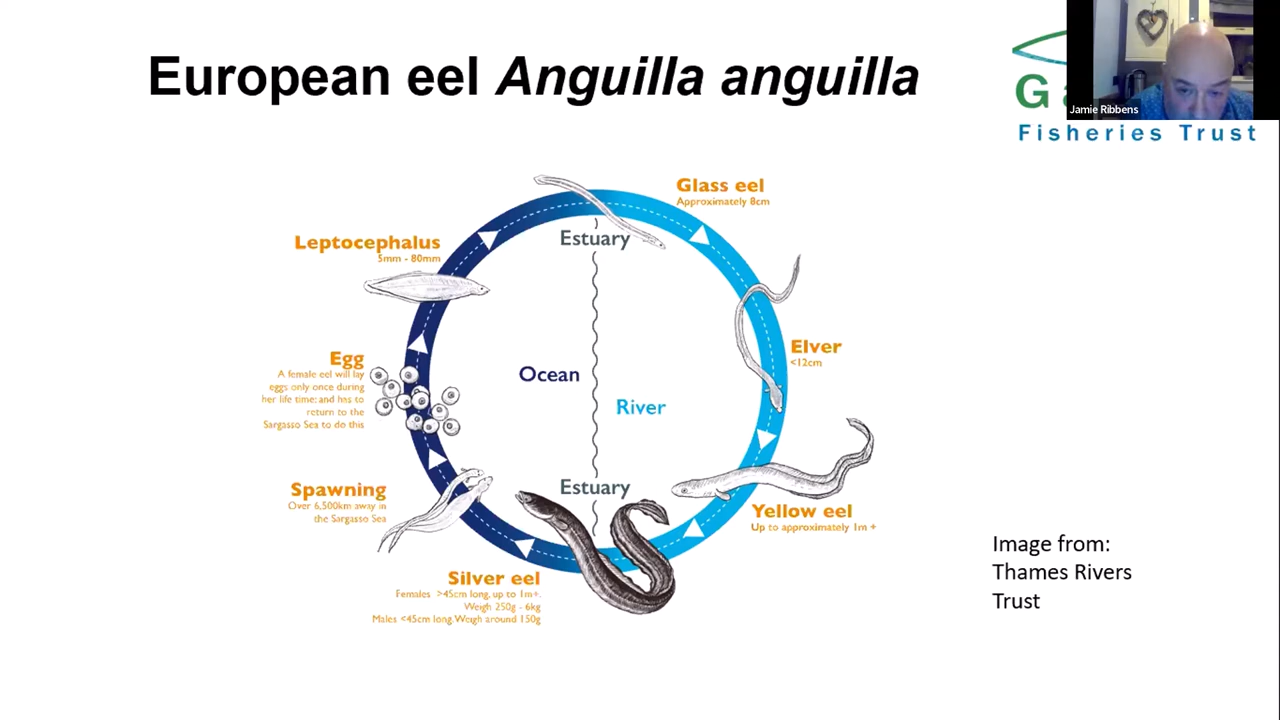 European eel Anguilla anguilla
Jamie Ribbens
Fisheries Trust
Glass eel
Approximately 8cm
Estuary
Leptocephalus
5mm - 80mm
Elver
<12cm
Egg
A female eel will lay
eggs only once during
her life time: and has to
return to the
Sargasso Sea to do this
Ocean
River
Estuary
Spawning
Over 6,500km away in
the Sargasso Sea
Yellow eel
Up to approximately 1m +
Silver eel
Females >45cm long, up to 1m+.
Weigh 250g - 6kg
Males <45cm long. Weigh around 150g
Image from:
Thames Rivers
Trust